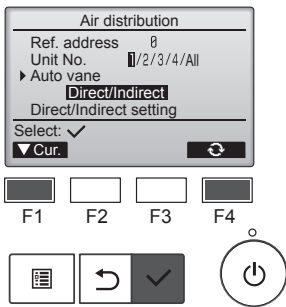 Air distribution
Ref. address 0
Unit No. 1/2/3/4/All
Auto vane
Direct/Indirect
Direct/Indirect setting
Select: ✓
▼Cur.
F1 F2 F3 F4